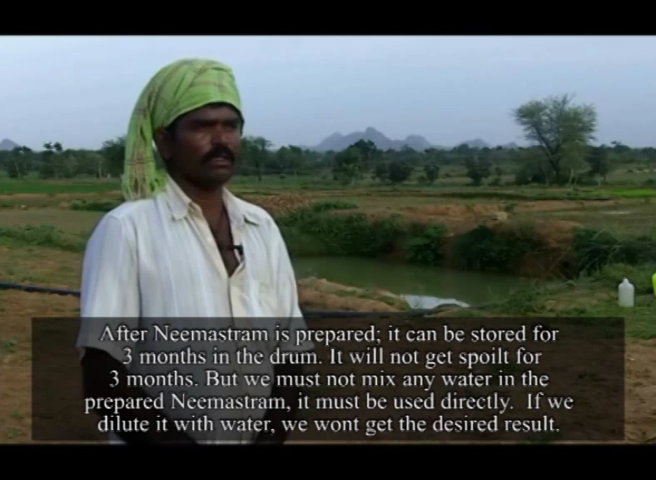 After Neemastram is prepared; it can be stored for
3 months in the drum. It will not get spoilt for
3 months. But we must not mix any water in the
prepared Neemastram, it must be used directly. If we
dilute it with water, we wont get the desired result.